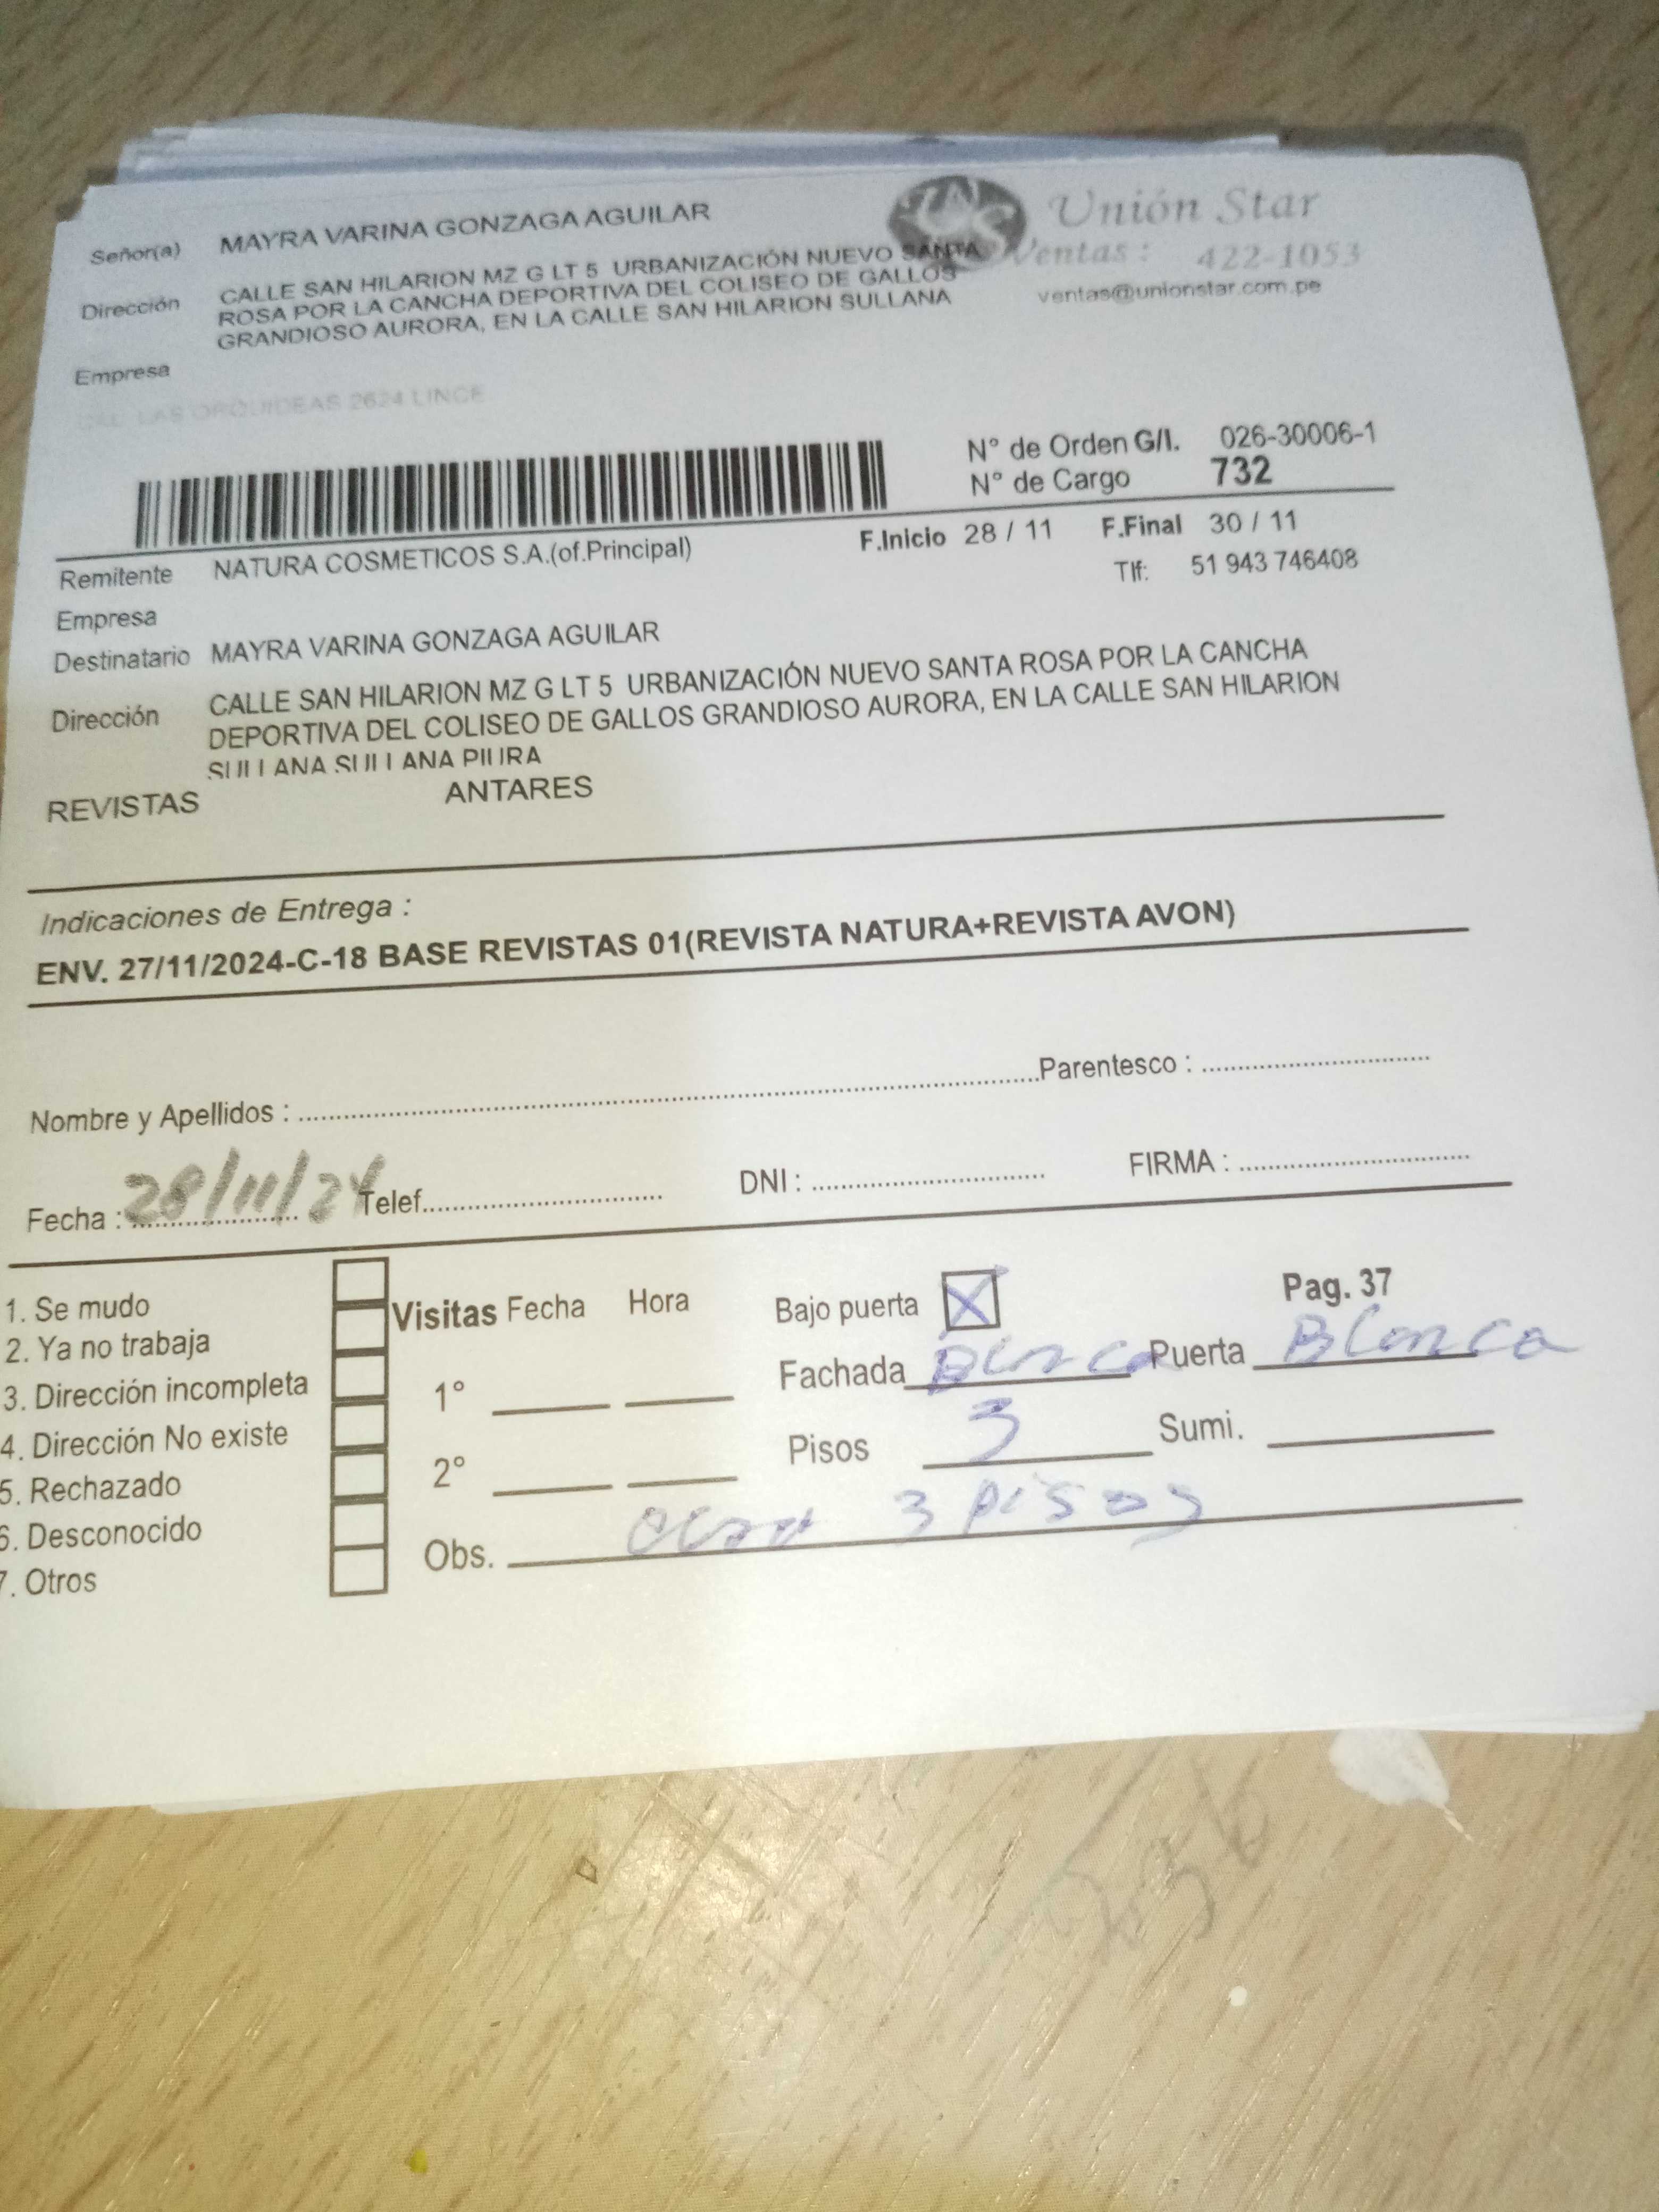 Unión Star
Ventas: 422-1053
ventas@unionstar.com.pe
Señor(a) MAYRA VARINA GONZAGA AGUILAR
Dirección CALLE SAN HILARION MZ G LT 5 URBANIZACIÓN NUEVO SANTA
ROSA POR LA CANCHA DEPORTIVA DEL COLISEO DE GALLOS
GRANDIOSO AURORA, EN LA CALLE SAN HILARION SULLANA
Empresa
LAS ORQUIDEAS 2624 LINCE
N° de Orden G/I. 026-30006-1
N° de Cargo 732
F.Inicio 28 / 11 F.Final 30 / 11
Remitente NATURA COSMETICOS S.A.(of.Principal)
Tlf: 51 943 746408
Empresa
Destinatario MAYRA VARINA GONZAGA AGUILAR
Dirección CALLE SAN HILARION MZ G LT 5 URBANIZACIÓN NUEVO SANTA ROSA POR LA CANCHA
DEPORTIVA DEL COLISEO DE GALLOS GRANDIOSO AURORA, EN LA CALLE SAN HILARION
SULLANA SULLANA PIURA
REVISTAS ANTARES
Indicaciones de Entrega :
ENV. 27/11/2024-C-18 BASE REVISTAS 01(REVISTA NATURA+REVISTA AVON)
Nombre y Apellidos : Parentesco :
Fecha : 28/11/24 Telef. DNI : FIRMA :
1. Se mudo
2. Ya no trabaja
3. Dirección incompleta
4. Dirección No existe
5. Rechazado
6. Desconocido
7. Otros
Visitas Fecha Hora
1°
2°
Bajo puerta X Pag. 37
Fachada Puerta Blanca
Pisos 3 Sumi.
Obs. 3 pisos